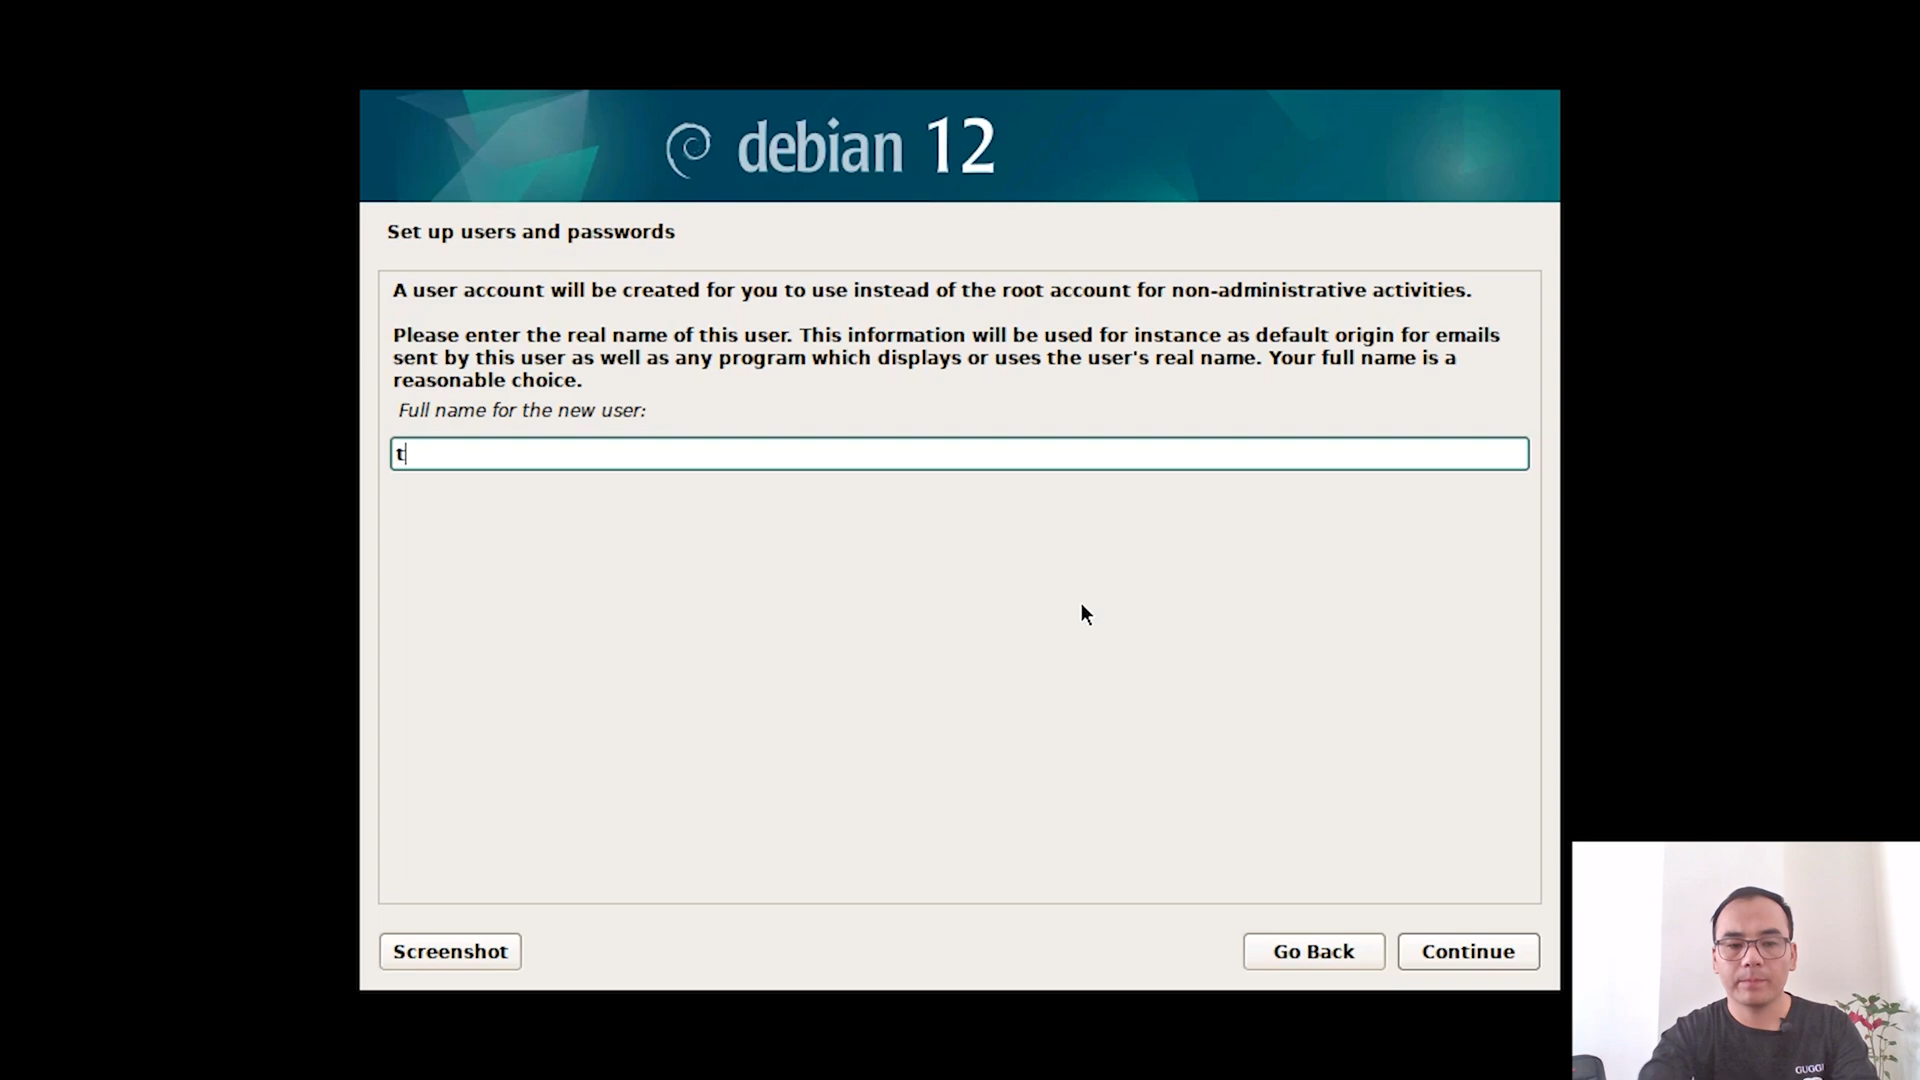 debian 12
Set up users and passwords
A user account will be created for you to use instead of the root account for non-administrative activities.
Please enter the real name of this user. This information will be used for instance as default origin for emails
sent by this user as well as any program which displays or uses the user's real name. Your full name is a
reasonable choice.
Full name for the new user:
t
Screenshot
Go Back
Continue